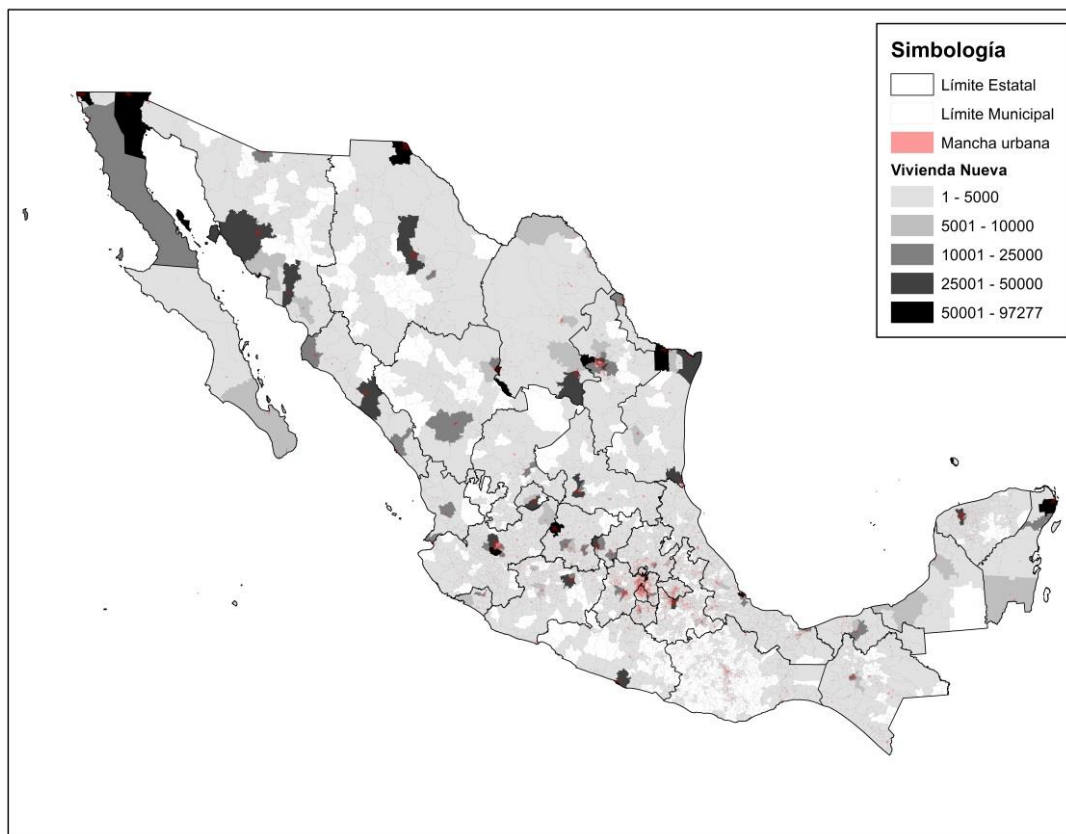 Simbología
Límite Estatal
Límite Municipal
Mancha urbana
Vivienda Nueva
1 - 5000
5001 - 10000
10001 - 25000
25001 - 50000
50001 - 97277